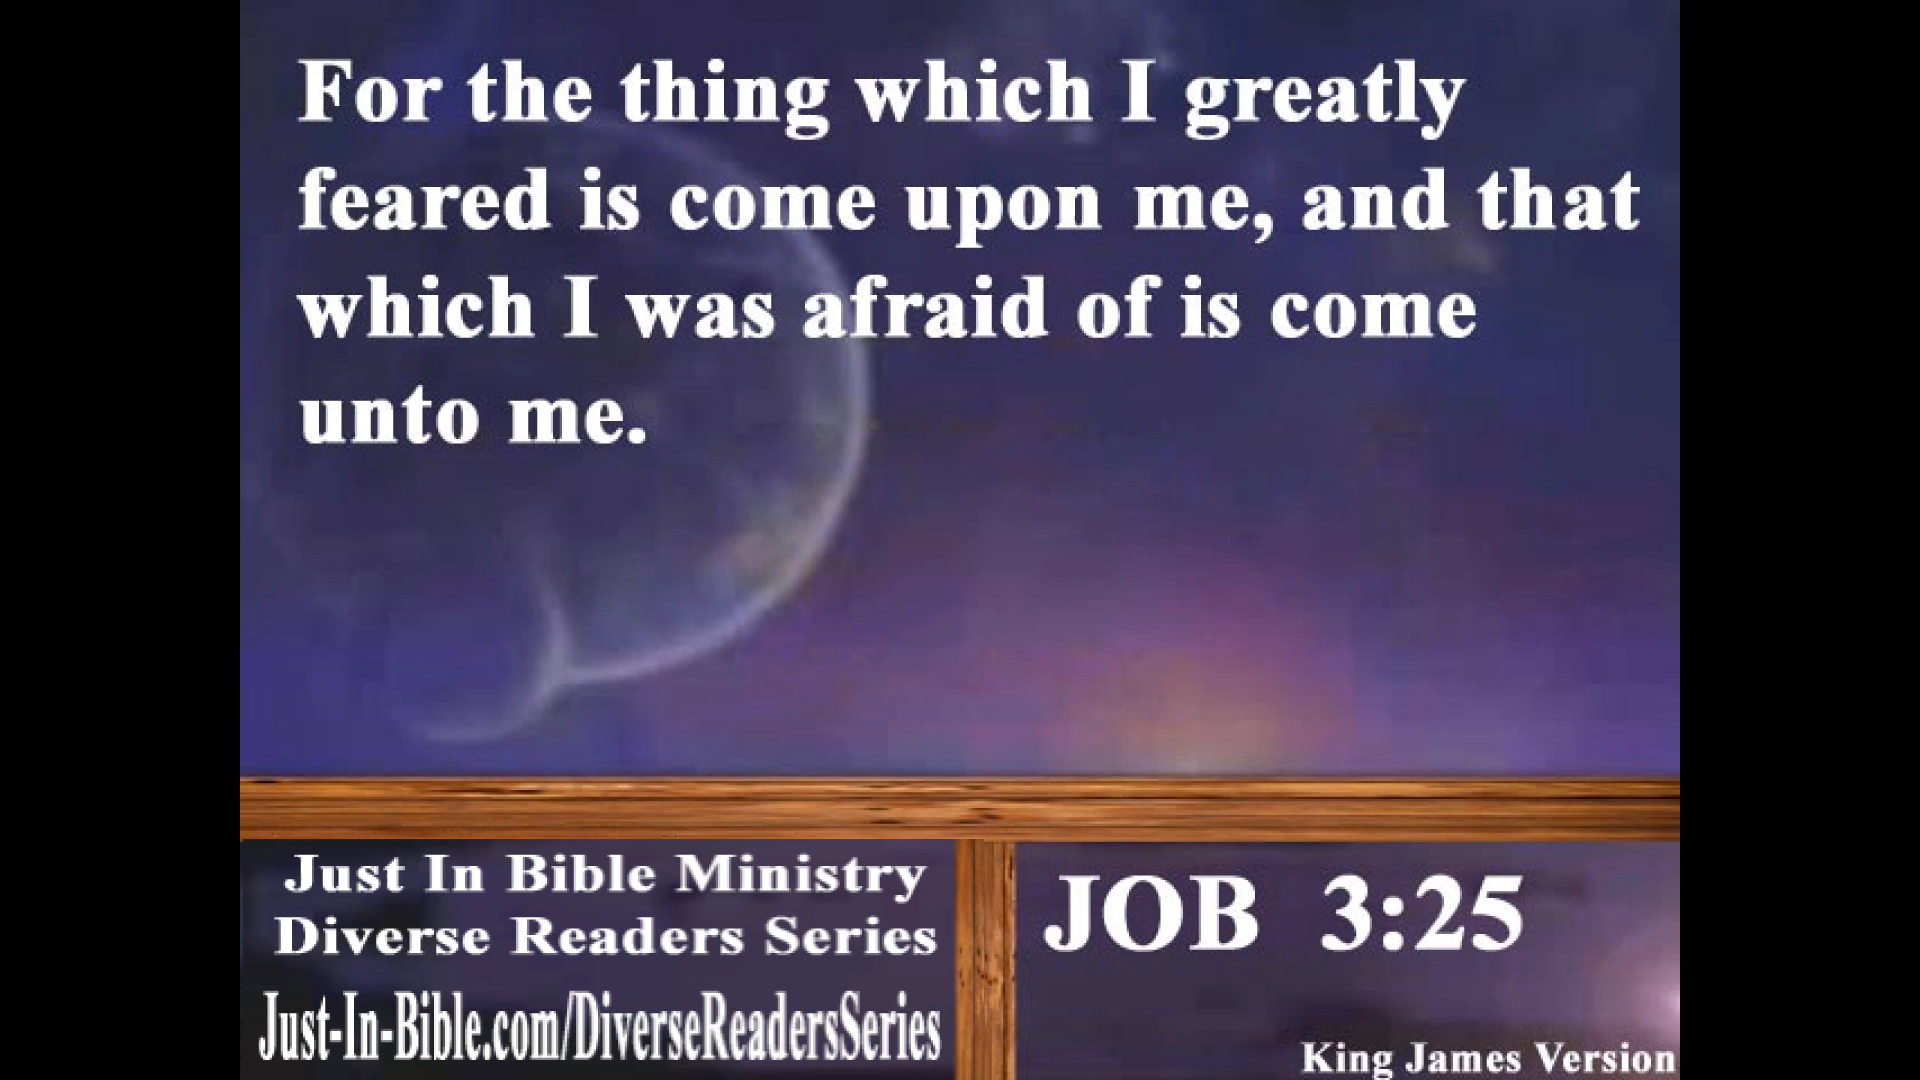 For the thing which I greatly
feared is come upon me, and that
which I was afraid of is come
unto me.
Just In Bible Ministry
Diverse Readers Series
Just-In-Bible.com/DiverseReadersSeries
JOB 3:25
King James Version